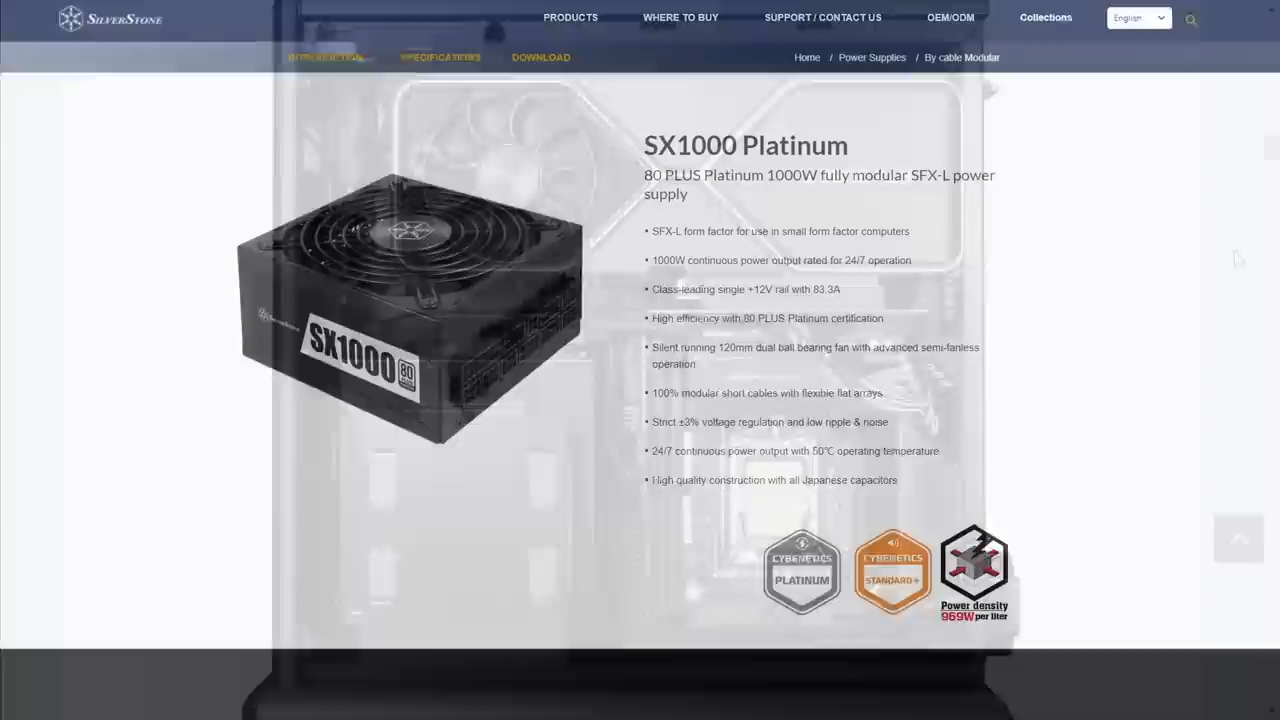 SILVERSTONE
PRODUCTS
WHERE TO BUY
SUPPORT / CONTACT US
OEM/ODM
Collections
English
INTRODUCTION
SPECIFICATIONS
DOWNLOAD
Home / Power Supplies / By cable Modular
SX1000 Platinum
80 PLUS Platinum 1000W fully modular SFX-L power
supply
• SFX-L form factor for use in small form factor computers
• 1000W continuous power output rated for 24/7 operation
• Class-leading single +12V rail with 83.3A
• High efficiency with 80 PLUS Platinum certification
• Silent running 120mm dual ball bearing fan with advanced semi-fanless
operation
• 100% modular short cables with flexible flat arrays
• Strict ±3% voltage regulation and low ripple & noise
• 24/7 continuous power output with 50°C operating temperature
• High quality construction with all Japanese capacitors
SILVERSTONE
SX1000
80
CYBENETICS
PLATINUM
CYBENETICS
STANDARD+
Power density
969W per liter